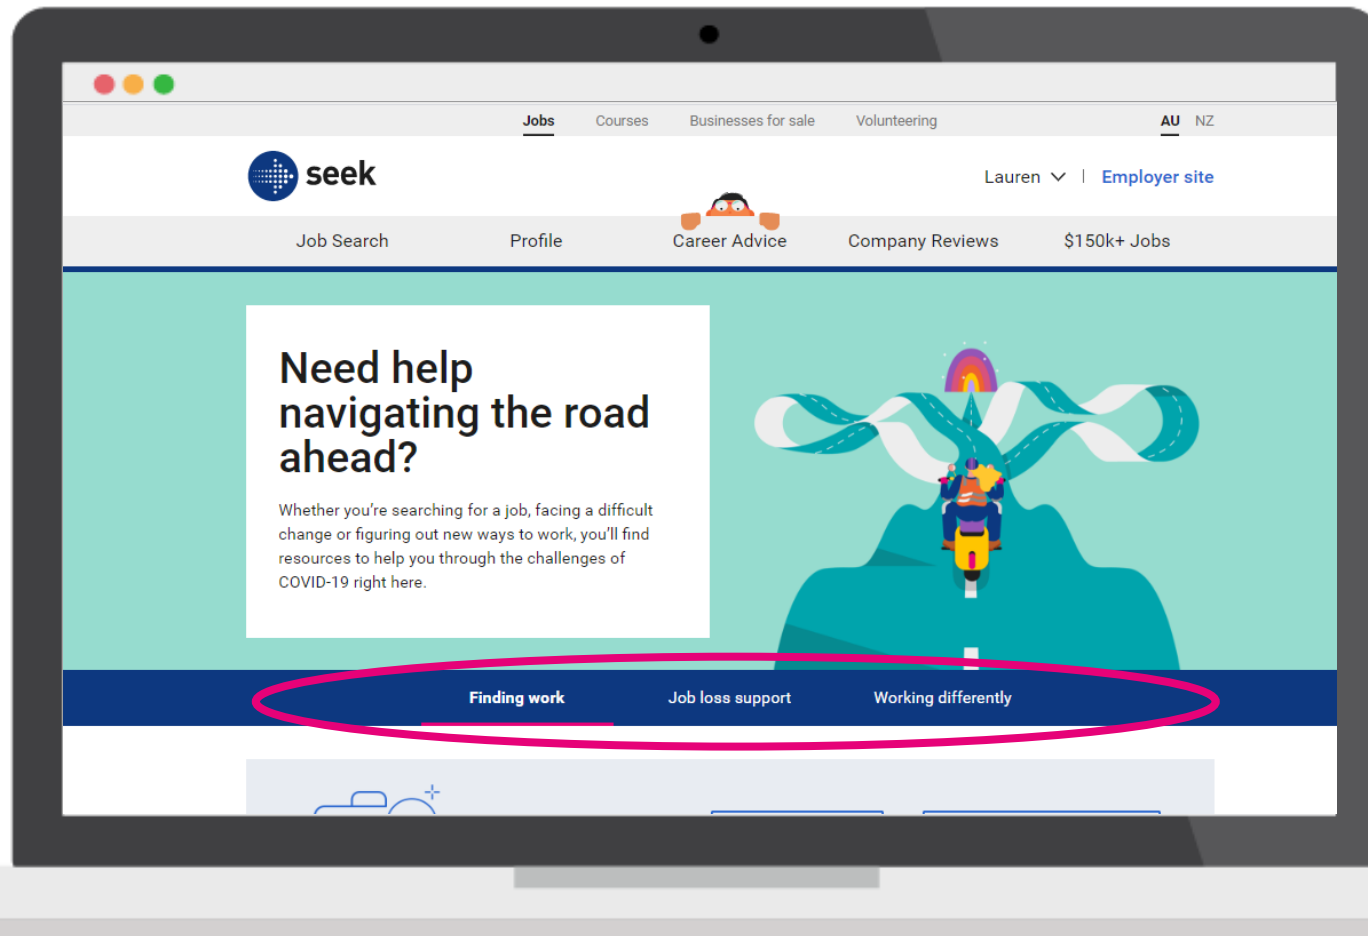 Jobs Courses Businesses for sale Volunteering AU NZ
seek
Lauren | Employer site
Job Search Profile Career Advice Company Reviews $150k+ Jobs
Need help
navigating the road
ahead?
Whether you're searching for a job, facing a difficult
change or figuring out new ways to work, you'll find
resources to help you through the challenges of
COVID-19 right here.
Finding work Job loss support Working differently